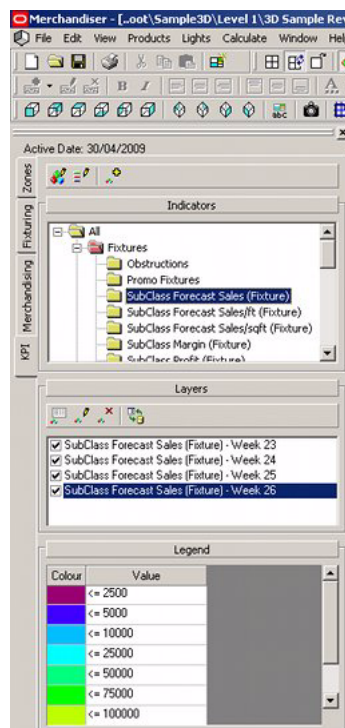 Merchandiser - [..oot\Sample3D\Level 1\3D Sample Rev
File Edit View Products Lights Calculate Window Hel
B I A
abc
Active Date: 30/04/2009
Zones
Fixturing
Merchandising
KPI
Indicators
All
Fixtures
Obstructions
Promo Fixtures
SubClass Forecast Sales (Fixture)
SubClass Forecast Sales/ft (Fixture)
SubClass Forecast Sales/sqft (Fixture)
SubClass Margin (Fixture)
SubClass Profit (Fixture)
Layers
SubClass Forecast Sales (Fixture) - Week 23
SubClass Forecast Sales (Fixture) - Week 24
SubClass Forecast Sales (Fixture) - Week 25
SubClass Forecast Sales (Fixture) - Week 26
Legend
Colour Value
<= 2500
<= 5000
<= 10000
<= 25000
<= 50000
<= 75000
<= 100000